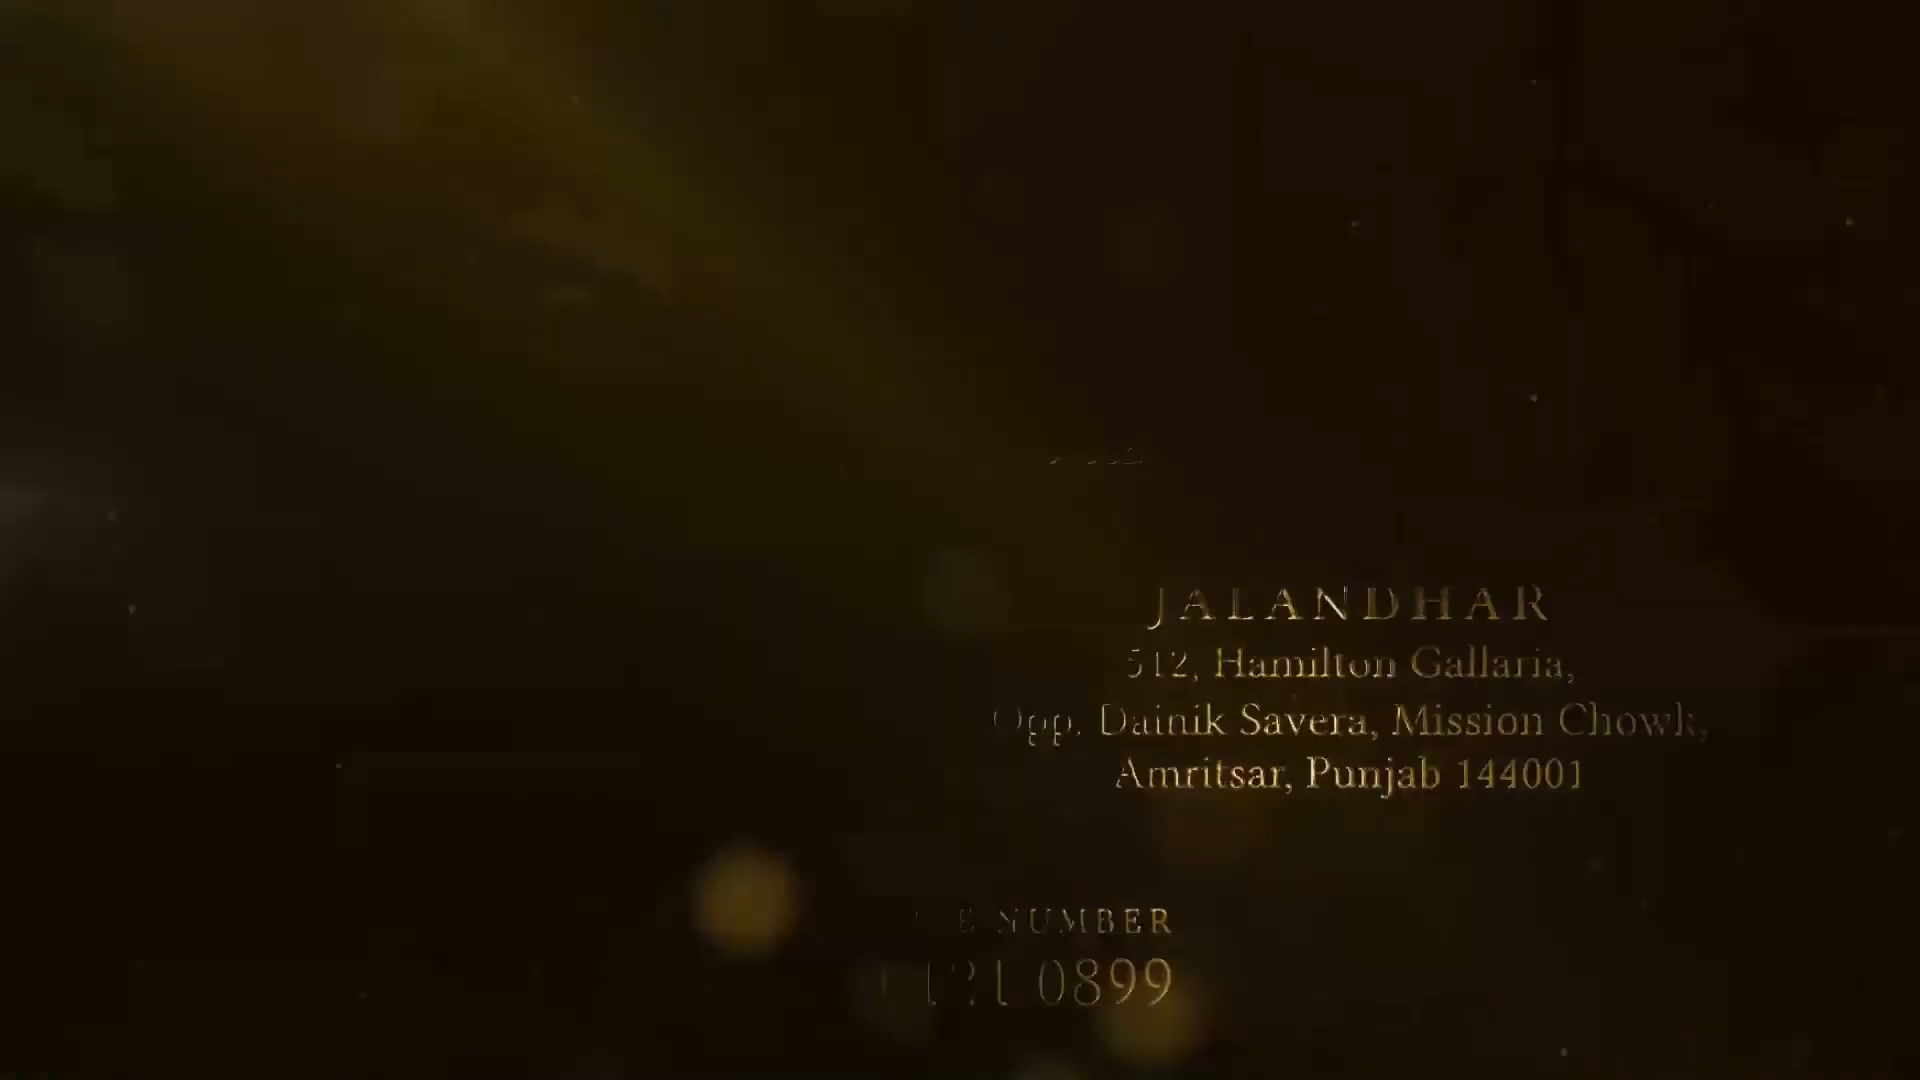 JALANDHAR
512, Hamilton Gallaria,
Opp. Dainik Savera, Mission Chowk,
Amritsar, Punjab 144001
NUMBER
0899